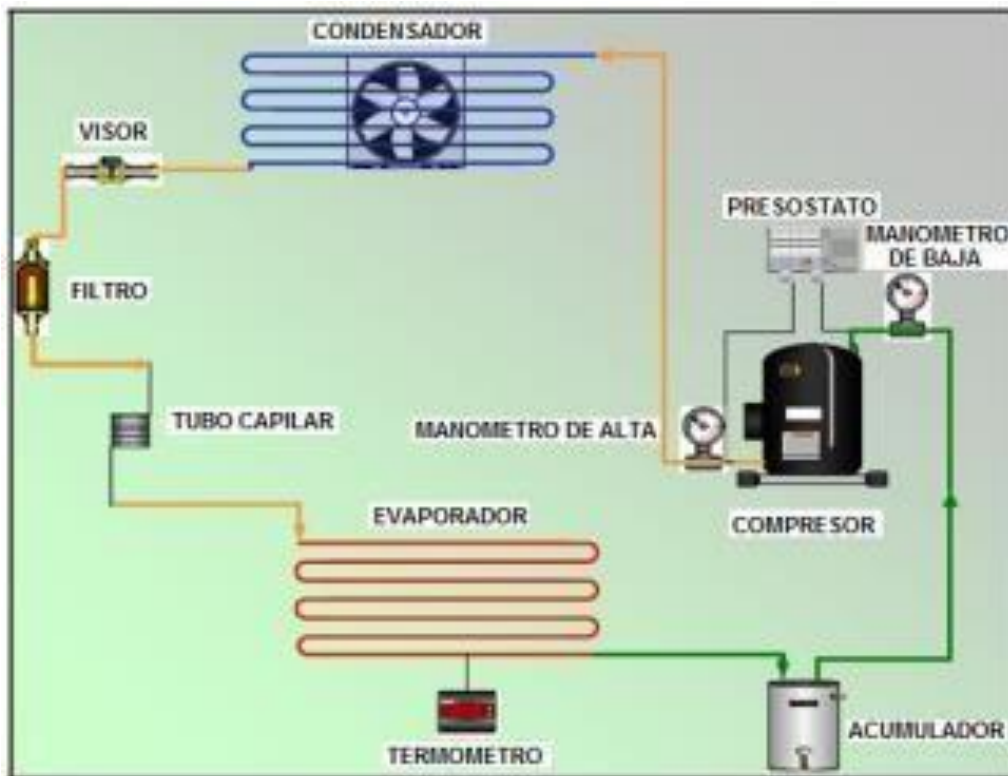 CONDENSADOR
VISOR
PRESOSTATO
MANOMETRO
DE BAJA
FILTRO
TUBO CAPILAR
MANOMETRO DE ALTA
EVAPORADOR
COMPRESOR
ACUMULADOR
TERMOMETRO